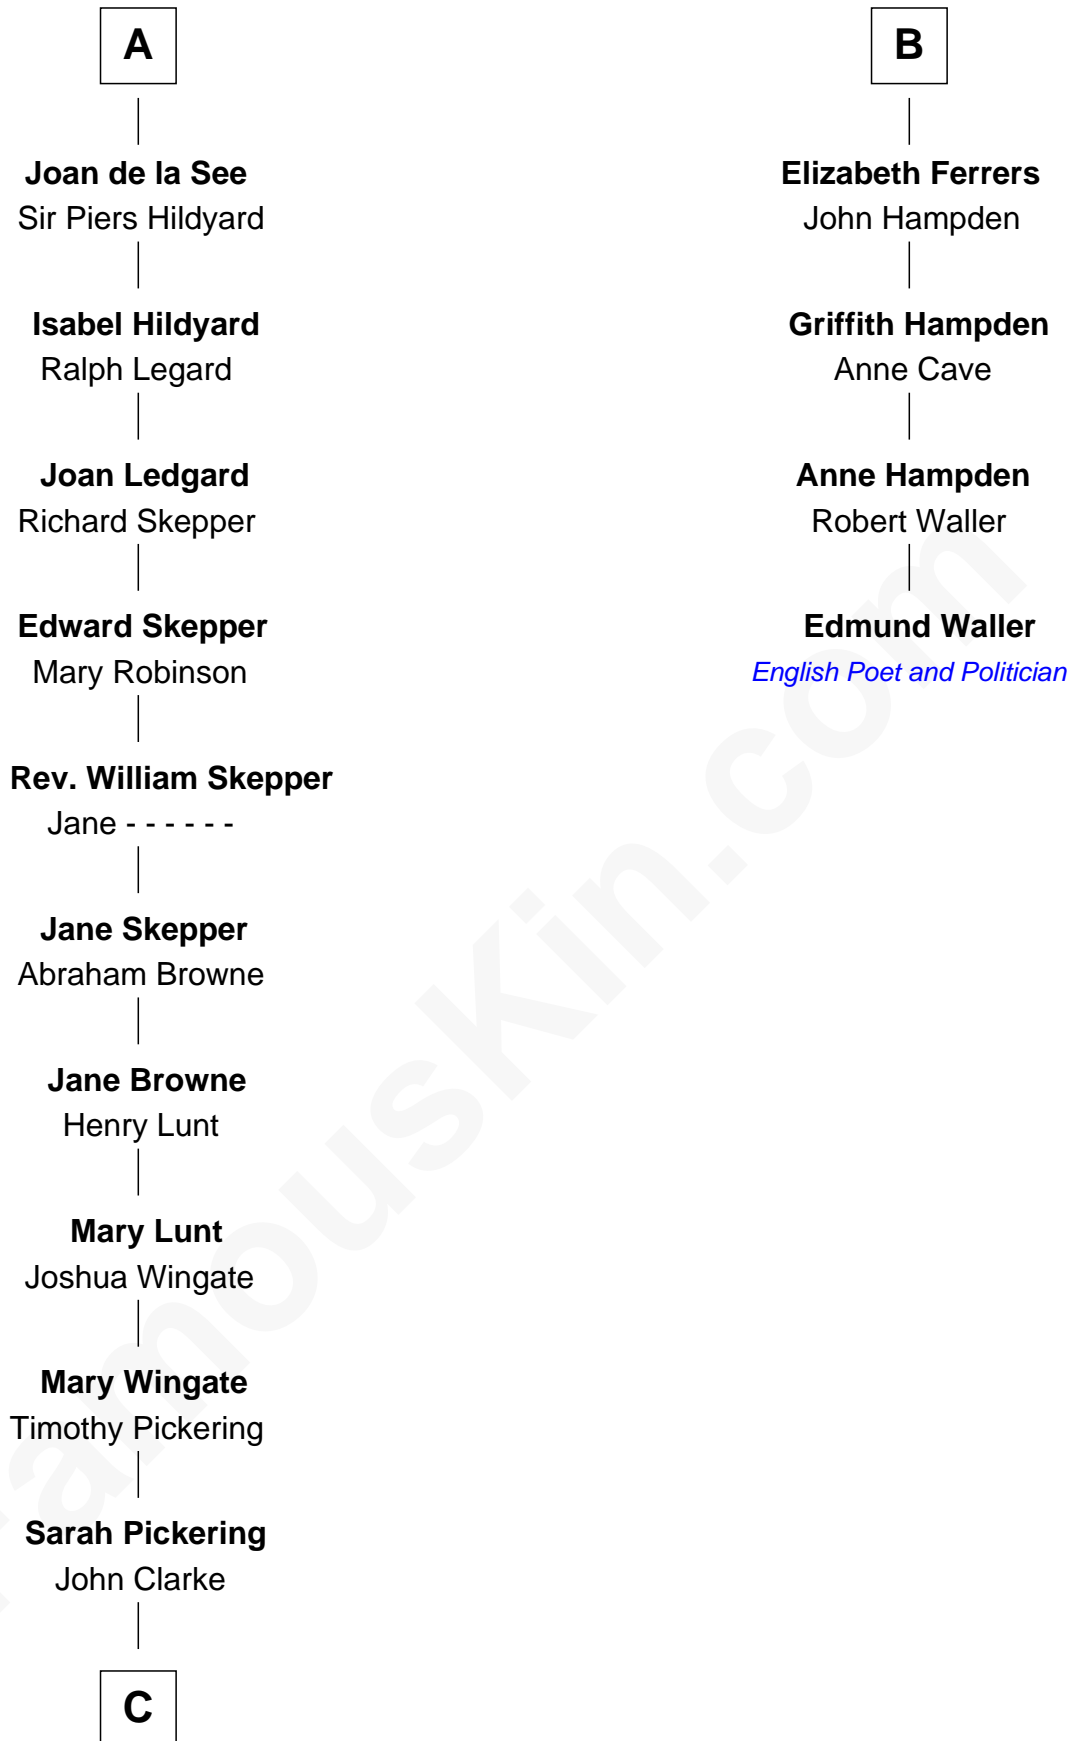 A
Joan de la See
Sir Piers Hildyard
Isabel Hildyard
Ralph Legard
Joan Ledgard
Richard Skepper
Edward Skepper
Mary Robinson
Rev. William Skepper
Jane - - - - - -
Jane Skepper
Abraham Browne
Jane Browne
Henry Lunt
Mary Lunt
Joshua Wingate
Mary Wingate
Timothy Pickering
Sarah Pickering
John Clarke
C
B
Elizabeth Ferrers
John Hampden
Griffith Hampden
Anne Cave
Anne Hampden
Robert Waller
Edmund Waller
English Poet and Politician
FamousKin.com